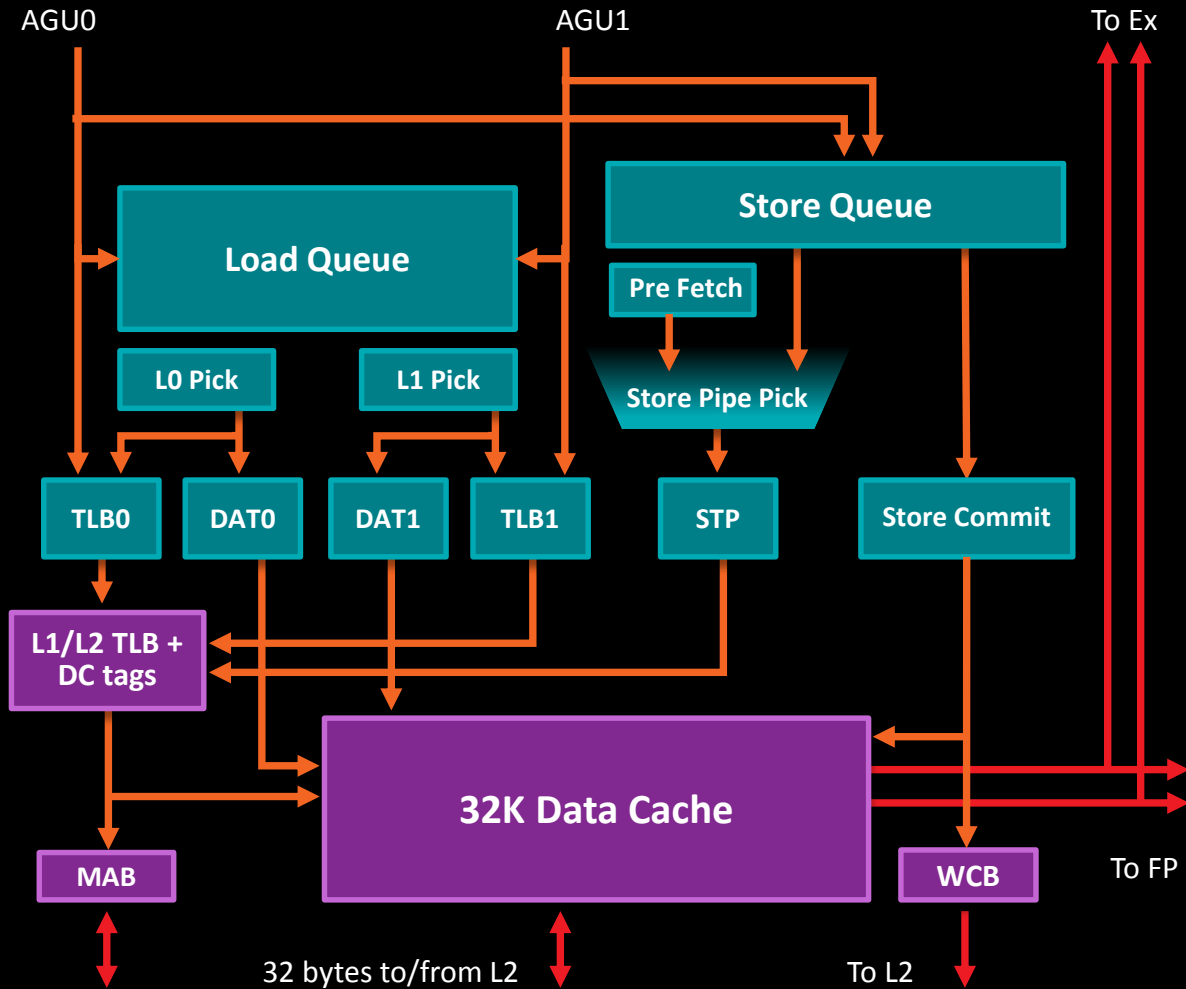 AGU0
AGU1
To Ex
Load Queue
Store Queue
Pre Fetch
L0 Pick
L1 Pick
Store Pipe Pick
TLB0
DAT0
DAT1
TLB1
STP
Store Commit
L1/L2 TLB +
DC tags
32K Data Cache
MAB
WCB
To FP
32 bytes to/from L2
To L2